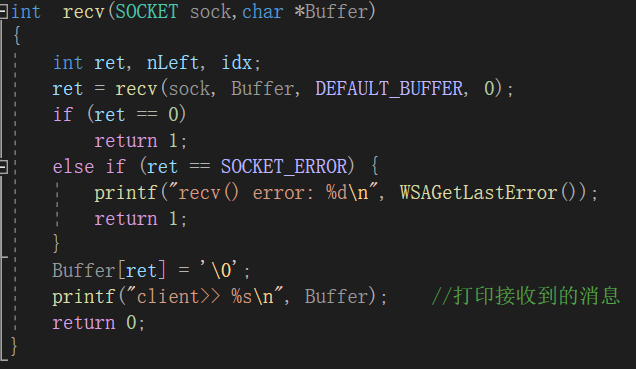 int  recv(SOCKET sock,char *Buffer)
{
    int ret, nLeft, idx;
    ret = recv(sock, Buffer, DEFAULT_BUFFER, 0);
    if (ret == 0)
        return 1;
    else if (ret == SOCKET_ERROR) {
        printf("recv() error: %d\n", WSAGetLastError());
        return 1;
    }
    Buffer[ret] = '\0';
    printf("client>> %s\n", Buffer);    //打印接收到的消息
    return 0;
}